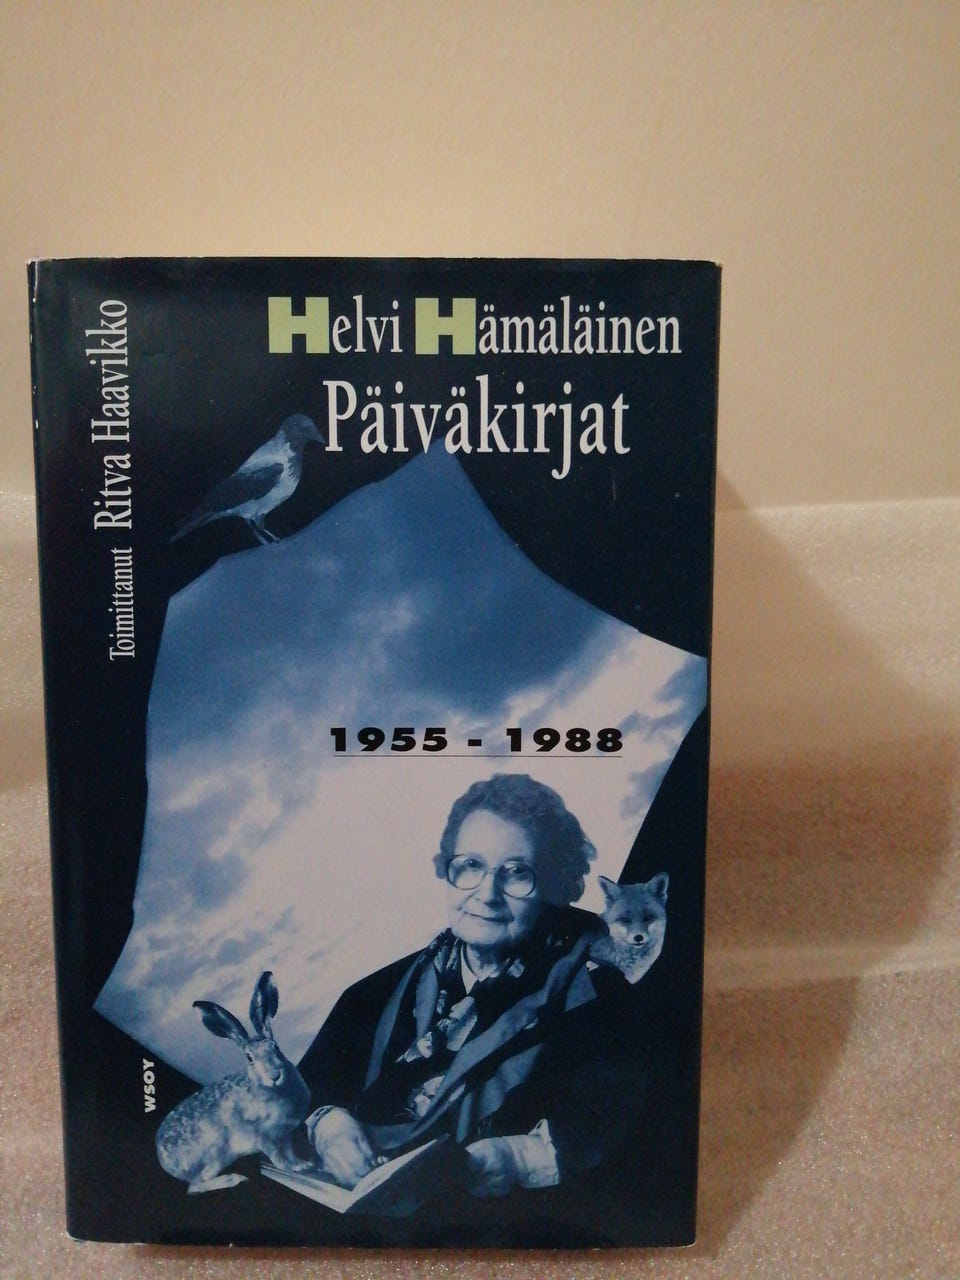 Helvi Hämäläinen
Päiväkirjat
Toimittanut Ritva Haavikko
1955 - 1988
WSOY